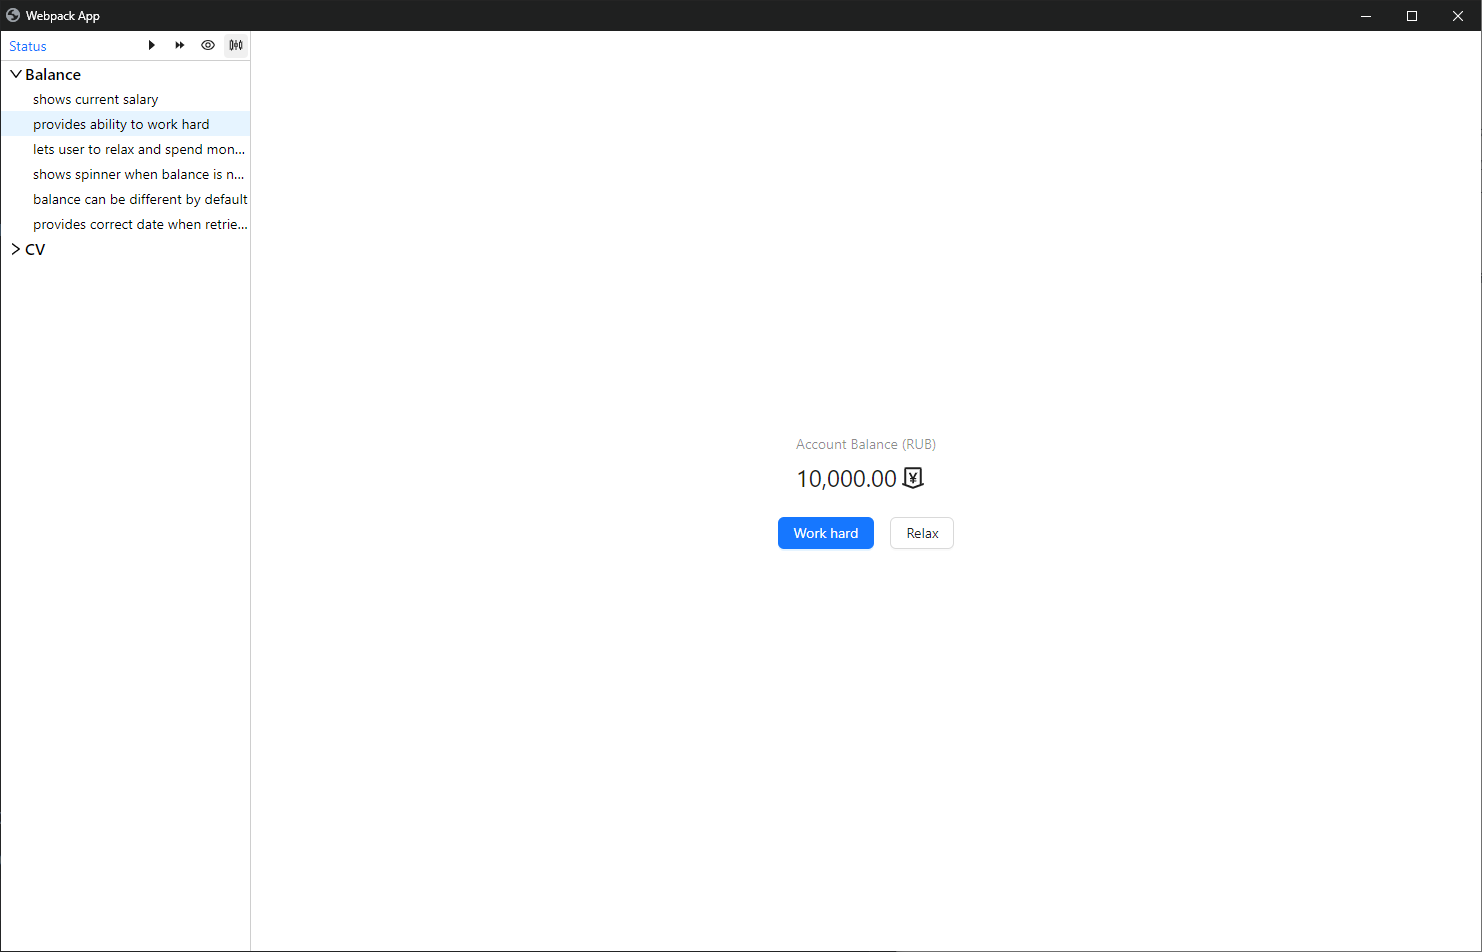 Webpack App
Status
Balance
shows current salary
provides ability to work hard
lets user to relax and spend mon...
shows spinner when balance is n...
balance can be different by default
provides correct date when retrie...
CV
Account Balance (RUB)
10,000.00 ¥
Work hard
Relax